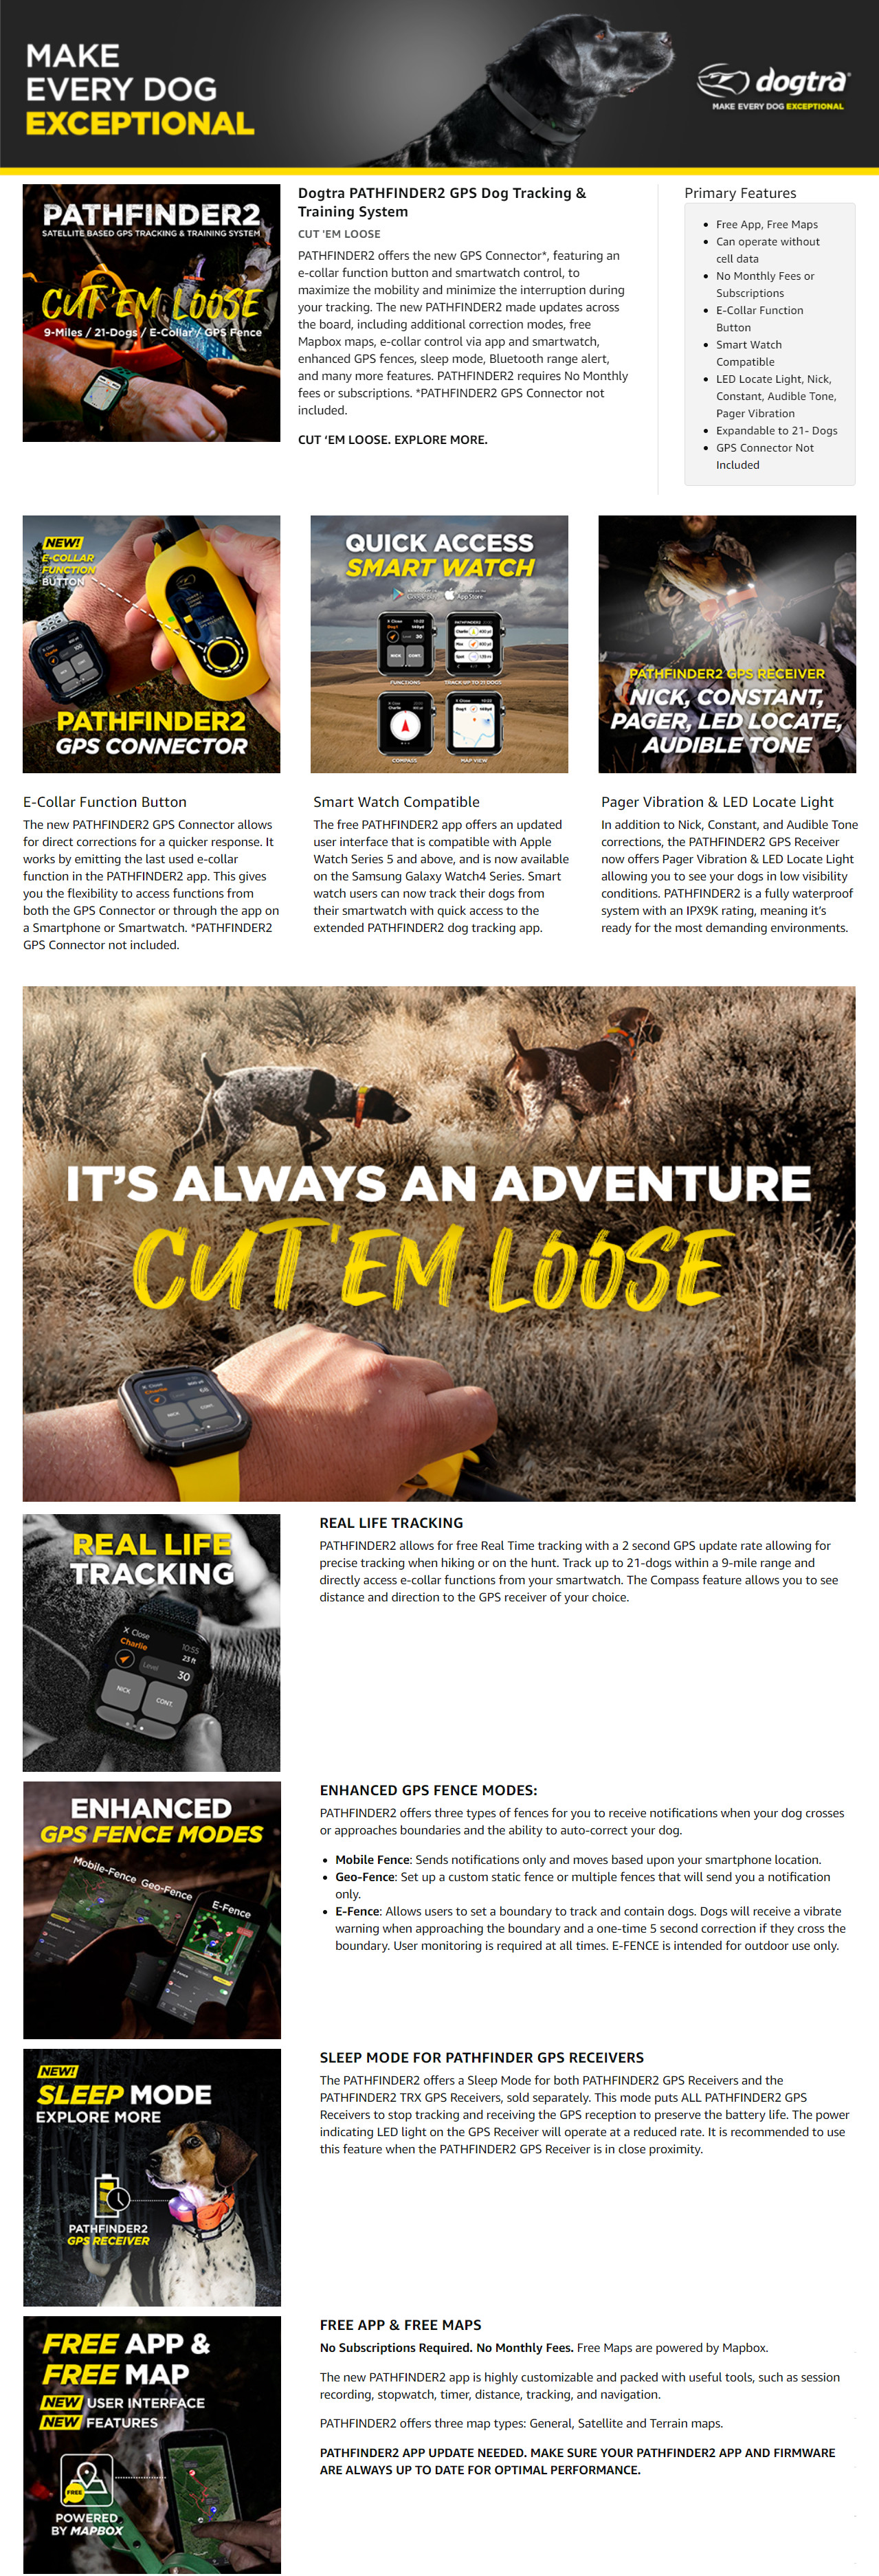 MAKE
EVERY DOG
EXCEPTIONAL
dogtra
MAKE EVERY DOG EXCEPTIONAL
PATHFINDER2
SATELLITE BASED GPS TRACKING & TRAINING SYSTEM
CUT 'EM LOOSE
9-Miles / 21-Dogs / E-Collar / GPS Fence
Dogtra PATHFINDER2 GPS Dog Tracking &
Training System
CUT 'EM LOOSE
PATHFINDER2 offers the new GPS Connector*, featuring an
e-collar function button and smartwatch control, to
maximize the mobility and minimize the interruption during
your tracking. The new PATHFINDER2 made updates across
the board, including additional correction modes, free
Mapbox maps, e-collar control via app and smartwatch,
enhanced GPS fences, sleep mode, Bluetooth range alert,
and many more features. PATHFINDER2 requires No Monthly
fees or subscriptions. *PATHFINDER2 GPS Connector not
included.
CUT ‘EM LOOSE. EXPLORE MORE.
Primary Features
• Free App, Free Maps
• Can operate without
cell data
• No Monthly Fees or
Subscriptions
• E-Collar Function
Button
• Smart Watch
Compatible
• LED Locate Light, Nick,
Constant, Audible Tone,
Pager Vibration
• Expandable to 21- Dogs
• GPS Connector Not
Included
NEW!
E-COLLAR
FUNCTION
BUTTON
PATHFINDER2
GPS CONNECTOR
QUICK ACCESS
SMART WATCH
Google Play
App Store
FUNCTIONS
TRACK UP TO 21 DOGS
COMPASS
MAP VIEW
PATHFINDER2 GPS RECEIVER
NICK, CONSTANT,
PAGER, LED LOCATE,
AUDIBLE TONE
E-Collar Function Button
The new PATHFINDER2 GPS Connector allows
for direct corrections for a quicker response. It
works by emitting the last used e-collar
function in the PATHFINDER2 app. This gives
you the flexibility to access functions from
both the GPS Connector or through the app on
a Smartphone or Smartwatch. *PATHFINDER2
GPS Connector not included.
Smart Watch Compatible
The free PATHFINDER2 app offers an updated
user interface that is compatible with Apple
Watch Series 5 and above, and is now available
on the Samsung Galaxy Watch4 Series. Smart
watch users can now track their dogs from
their smartwatch with quick access to the
extended PATHFINDER2 dog tracking app.
Pager Vibration & LED Locate Light
In addition to Nick, Constant, and Audible Tone
corrections, the PATHFINDER2 GPS Receiver
now offers Pager Vibration & LED Locate Light
allowing you to see your dogs in low visibility
conditions. PATHFINDER2 is a fully waterproof
system with an IPX9K rating, meaning it’s
ready for the most demanding environments.
IT'S ALWAYS AN ADVENTURE
CUT 'EM LOOSE
X Close
Charlie
68
NICK
CONT.
REAL LIFE
TRACKING
X Close
10:55
Charlie
23 ft
Level
30
NICK
CONT.
REAL LIFE TRACKING
PATHFINDER2 allows for free Real Time tracking with a 2 second GPS update rate allowing for
precise tracking when hiking or on the hunt. Track up to 21-dogs within a 9-mile range and
directly access e-collar functions from your smartwatch. The Compass feature allows you to see
distance and direction to the GPS receiver of your choice.
ENHANCED
GPS FENCE MODES
Mobile-Fence
Geo-Fence
E-Fence
ENHANCED GPS FENCE MODES:
PATHFINDER2 offers three types of fences for you to receive notifications when your dog crosses
or approaches boundaries and the ability to auto-correct your dog.
• Mobile Fence: Sends notifications only and moves based upon your smartphone location.
• Geo-Fence: Set up a custom static fence or multiple fences that will send you a notification
only.
• E-Fence: Allows users to set a boundary to track and contain dogs. Dogs will receive a vibrate
warning when approaching the boundary and a one-time 5 second correction if they cross the
boundary. User monitoring is required at all times. E-FENCE is intended for outdoor use only.
NEW!
SLEEP MODE
EXPLORE MORE
PATHFINDER2
GPS RECEIVER
SLEEP MODE FOR PATHFINDER GPS RECEIVERS
The PATHFINDER2 offers a Sleep Mode for both PATHFINDER2 GPS Receivers and the
PATHFINDER2 TRX GPS Receivers, sold separately. This mode puts ALL PATHFINDER2 GPS
Receivers to stop tracking and receiving the GPS reception to preserve the battery life. The power
indicating LED light on the GPS Receiver will operate at a reduced rate. It is recommended to use
this feature when the PATHFINDER2 GPS Receiver is in close proximity.
FREE APP &
FREE MAP
NEW USER INTERFACE
NEW FEATURES
FREE
POWERED
BY MAPBOX
FREE APP & FREE MAPS
No Subscriptions Required. No Monthly Fees. Free Maps are powered by Mapbox.
The new PATHFINDER2 app is highly customizable and packed with useful tools, such as session
recording, stopwatch, timer, distance, tracking, and navigation.
PATHFINDER2 offers three map types: General, Satellite and Terrain maps.
PATHFINDER2 APP UPDATE NEEDED. MAKE SURE YOUR PATHFINDER2 APP AND FIRMWARE
ARE ALWAYS UP TO DATE FOR OPTIMAL PERFORMANCE.